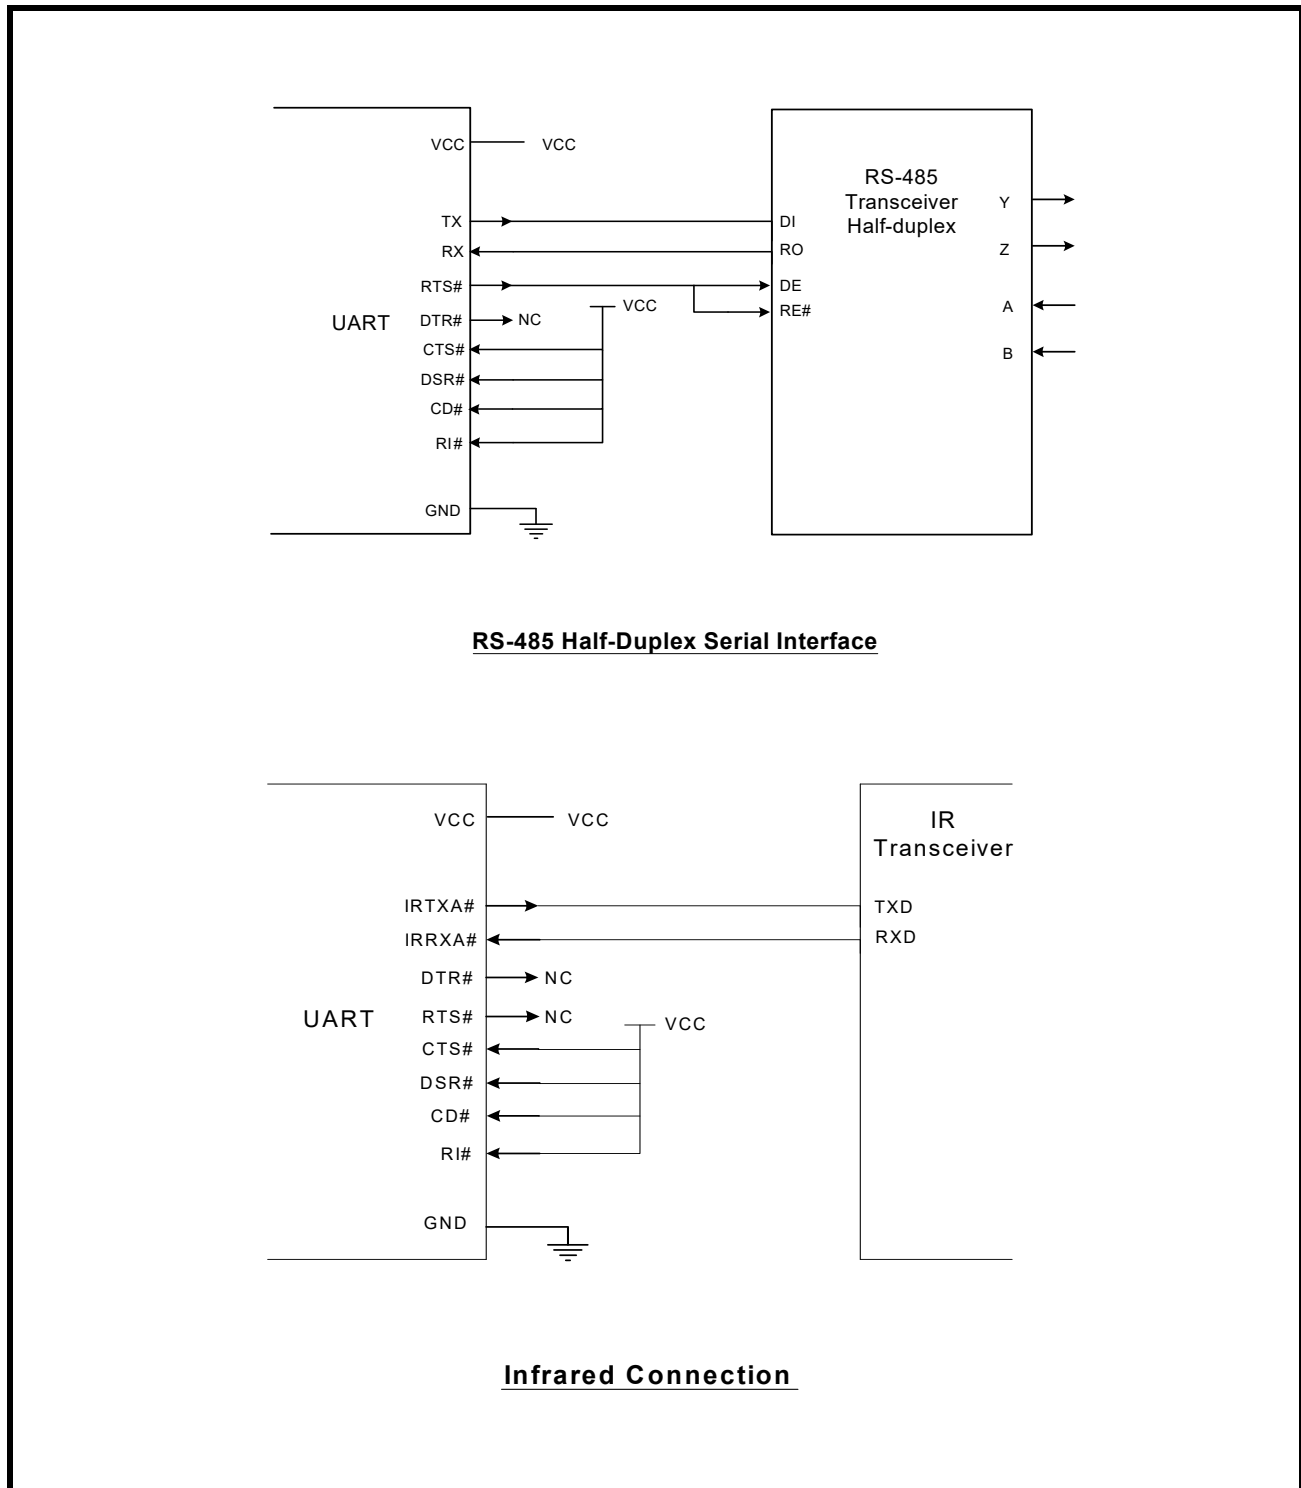 VCC VCC
RS-485
Transceiver
Half-duplex
Y
TX DI
RX RO
Z
RTS# DE
VCC
RE#
A
UART
DTR# NC
CTS#
B
DSR#
CD#
RI#
GND
RS-485 Half-Duplex Serial Interface
VCC VCC
IR
Transceiver
IRTXA# TXD
IRRXA# RXD
DTR# NC
UART
RTS# NC
VCC
CTS#
DSR#
CD#
RI#
GND
Infrared Connection